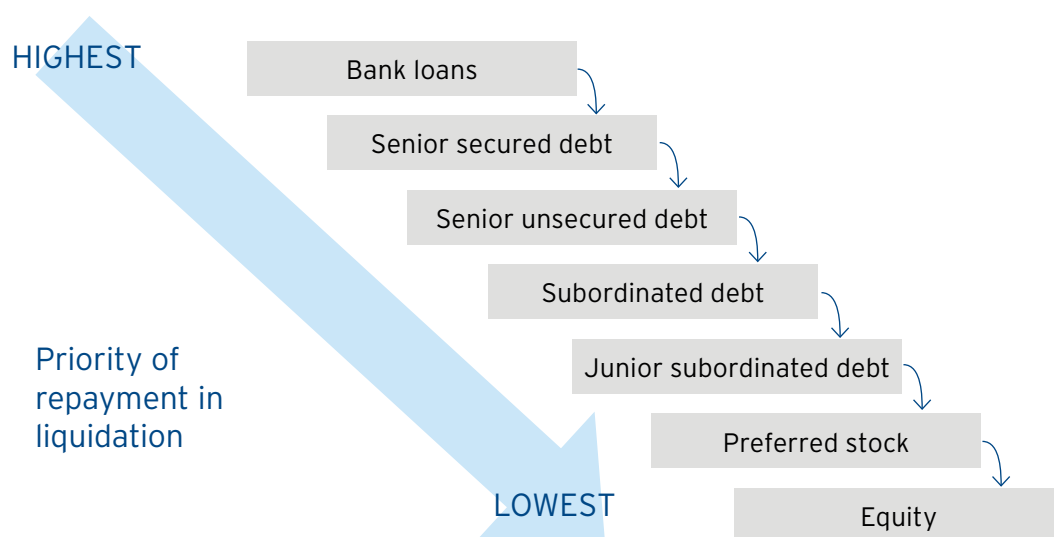 HIGHEST
Bank loans
Senior secured debt
Senior unsecured debt
Subordinated debt
Junior subordinated debt
Preferred stock
Equity
Priority of
repayment in
liquidation
LOWEST